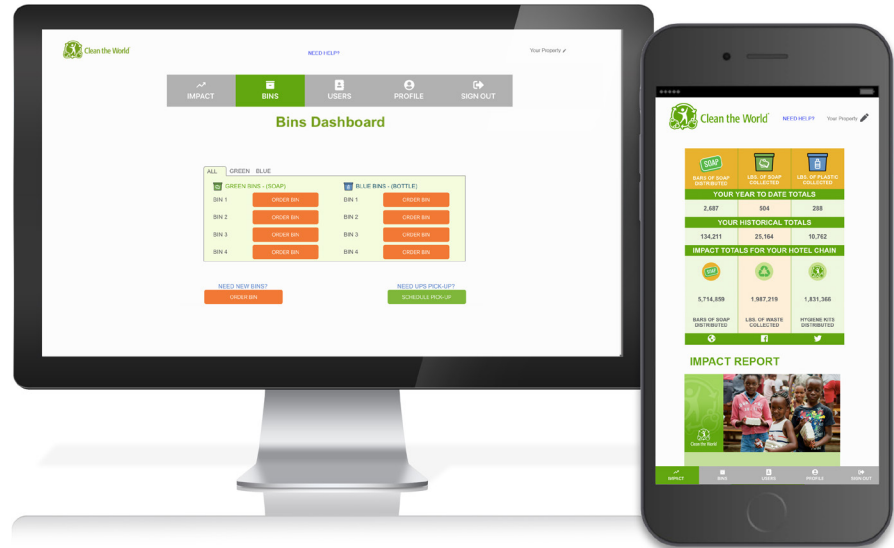 Clean the World
NEED HELP?
Your Property
IMPACT
BINS
USERS
PROFILE
SIGN OUT
Bins Dashboard
ALL
GREEN
BLUE
GREEN BINS - (SOAP)
BLUE BINS - (BOTTLE)
BIN 1
ORDER BIN
BIN 1
ORDER BIN
BIN 2
ORDER BIN
BIN 2
ORDER BIN
BIN 3
ORDER BIN
BIN 3
ORDER BIN
BIN 4
ORDER BIN
BIN 4
ORDER BIN
NEED NEW BINS?
NEED UPS PICK-UP?
ORDER BIN
SCHEDULE PICK-UP
Clean the World
NEED HELP?
Your Property
SOAP
BARS OF SOAP
DISTRIBUTED
LBS. OF SOAP
COLLECTED
LBS. OF PLASTIC
COLLECTED
YOUR YEAR TO DATE TOTALS
2,687
504
288
YOUR HISTORICAL TOTALS
134,211
25,164
10,762
IMPACT TOTALS FOR YOUR HOTEL CHAIN
SOAP
5,714,859
1,987,219
1,831,366
BARS OF SOAP
DISTRIBUTED
LBS. OF WASTE
COLLECTED
HYGIENE KITS
DISTRIBUTED
IMPACT REPORT
Clean the World
IMPACT
BINS
USERS
PROFILE
SIGN OUT